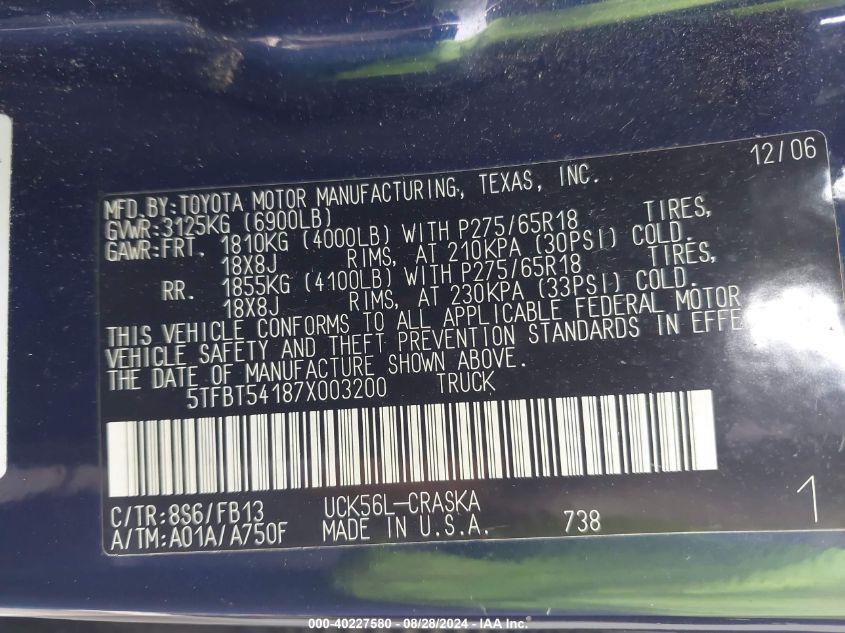 12/06
MFD.BY:TOYOTA MOTOR MANUFACTURING, TEXAS, INC.
GVWR:3125KG (6900LB)
GAWR:FRT. 1810KG (4000LB) WITH P275/65R18 TIRES,
18X8J RIMS, AT 210KPA (30PSI) COLD.
RR. 1855KG (4100LB) WITH P275/65R18 TIRES,
18X8J RIMS, AT 230KPA (33PSI) COLD.
THIS VEHICLE CONFORMS TO ALL APPLICABLE FEDERAL MOTOR
VEHICLE SAFETY AND THEFT PREVENTION STANDARDS IN EFFE
THE DATE OF MANUFACTURE SHOWN ABOVE.
5TFBT54187X003200 TRUCK
C/TR:8S6/FB13 UCK56L-CRASKA
A/TM:A01A/A750F MADE IN U.S.A. 738
1
000-40227580 - 08/28/2024 - IAA Inc.